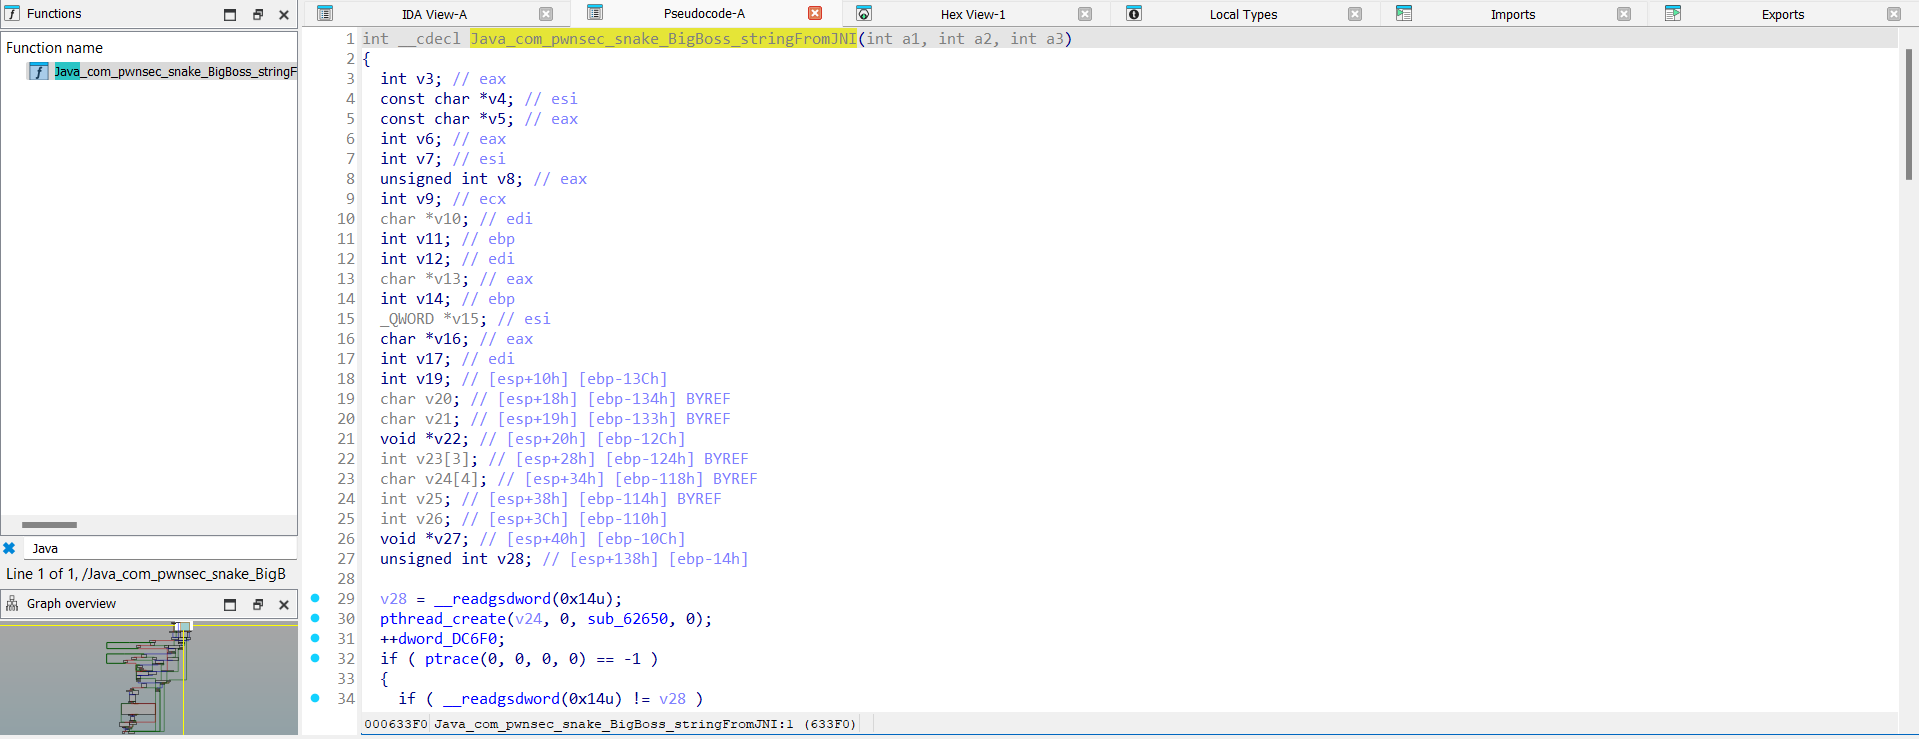 Functions
Function name
Java_com_pwnsec_snake_BigBoss_stringF
Java
Line 1 of 1, /Java_com_pwnsec_snake_BigB
Graph overview
IDA View-A
Pseudocode-A
Hex View-1
Local Types
Imports
Exports
1 int __cdecl Java_com_pwnsec_snake_BigBoss_stringFromJNI(int a1, int a2, int a3)
2 {
3 int v3; // eax
4 const char *v4; // esi
5 const char *v5; // eax
6 int v6; // eax
7 int v7; // esi
8 unsigned int v8; // eax
9 int v9; // ecx
10 char *v10; // edi
11 int v11; // ebp
12 int v12; // edi
13 char *v13; // eax
14 int v14; // ebp
15 _QWORD *v15; // esi
16 char *v16; // eax
17 int v17; // edi
18 int v19; // [esp+10h] [ebp-13Ch]
19 char v20; // [esp+18h] [ebp-134h] BYREF
20 char v21; // [esp+19h] [ebp-133h] BYREF
21 void *v22; // [esp+20h] [ebp-12Ch]
22 int v23[3]; // [esp+28h] [ebp-124h] BYREF
23 char v24[4]; // [esp+34h] [ebp-118h] BYREF
24 int v25; // [esp+38h] [ebp-114h] BYREF
25 int v26; // [esp+3Ch] [ebp-110h]
26 void *v27; // [esp+40h] [ebp-10Ch]
27 unsigned int v28; // [esp+138h] [ebp-14h]
28
29 v28 = __readgsdword(0x14u);
30 pthread_create(v24, 0, sub_62650, 0);
31 ++dword_DC6F0;
32 if ( ptrace(0, 0, 0, 0) == -1 )
33 {
34 if ( __readgsdword(0x14u) != v28 )
000633F0 Java_com_pwnsec_snake_BigBoss_stringFromJNI:1 (633F0)